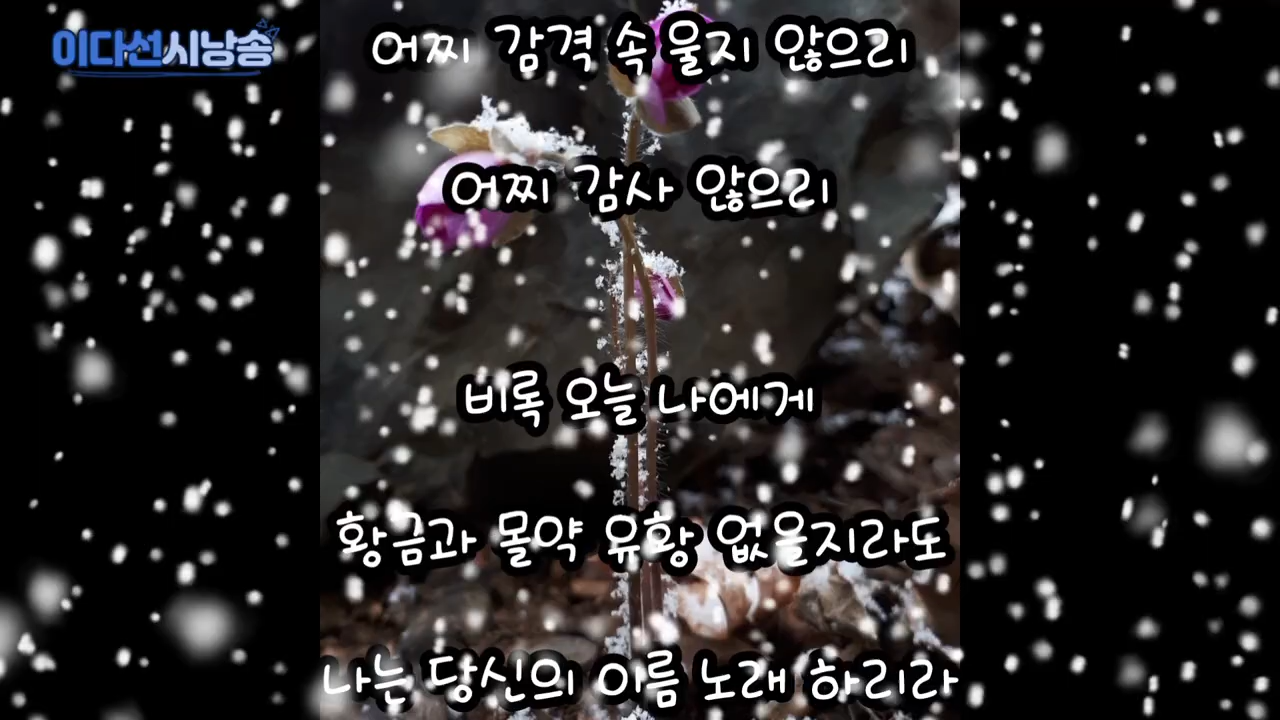 이다선시낭송
어찌 감격 속 울지 않으리
어찌 감사 않으리
비록 오늘 나에게
황금과 몰약 유황 없을지라도
나는 당신의 이름 노래 하리라